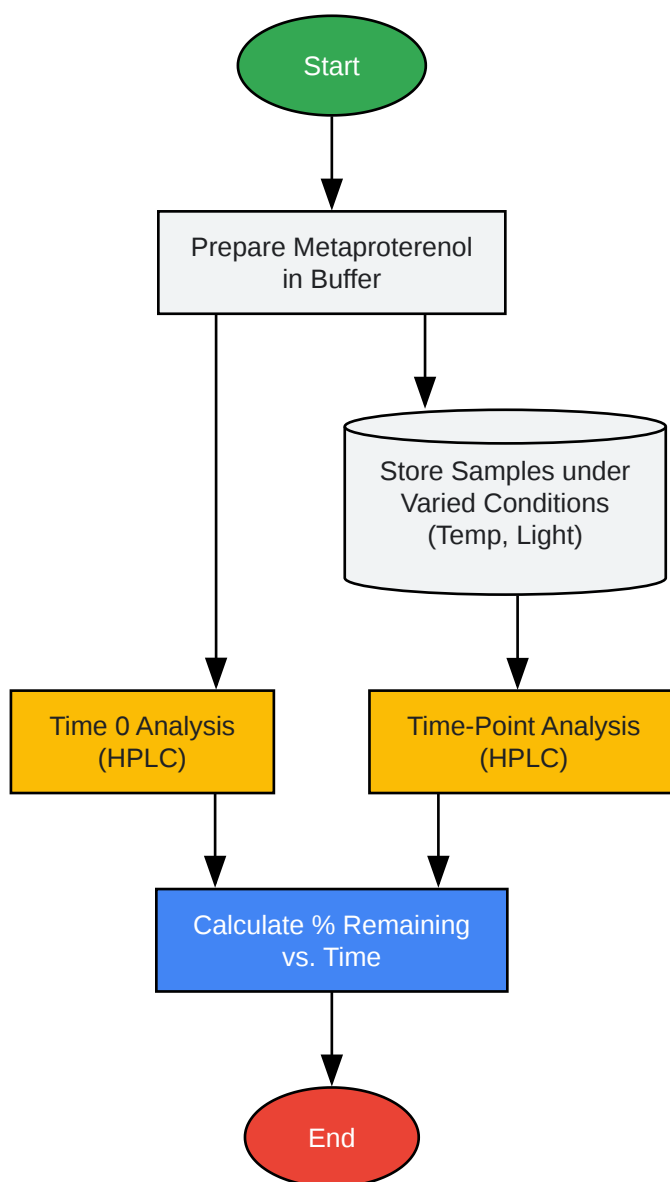 Start
Prepare Metaproterenol
in Buffer
Store Samples under
Varied Conditions
(Temp, Light)
Time 0 Analysis
(HPLC)
Time-Point Analysis
(HPLC)
Calculate % Remaining
vs. Time
End